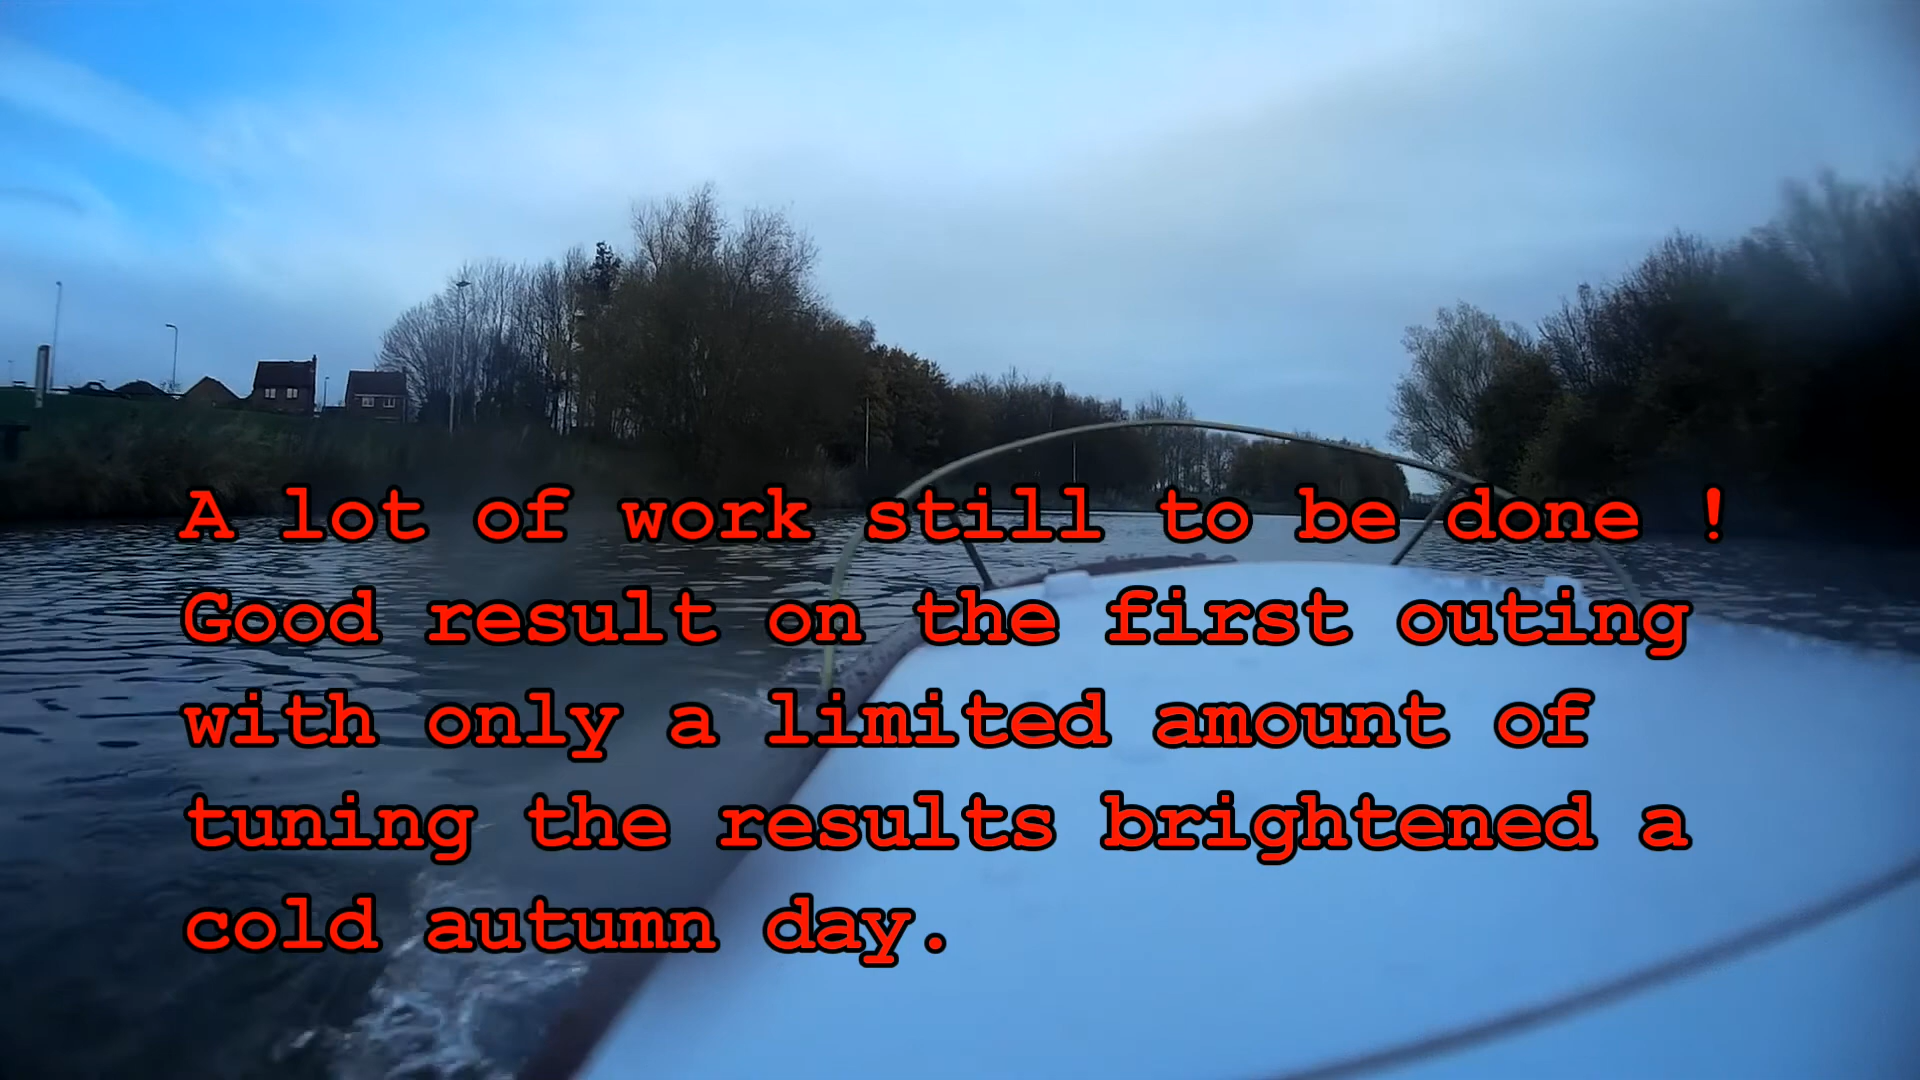 A lot of work still to be done !
Good result on the first outing
with only a limited amount of
tuning the results brightened a
cold autumn day.